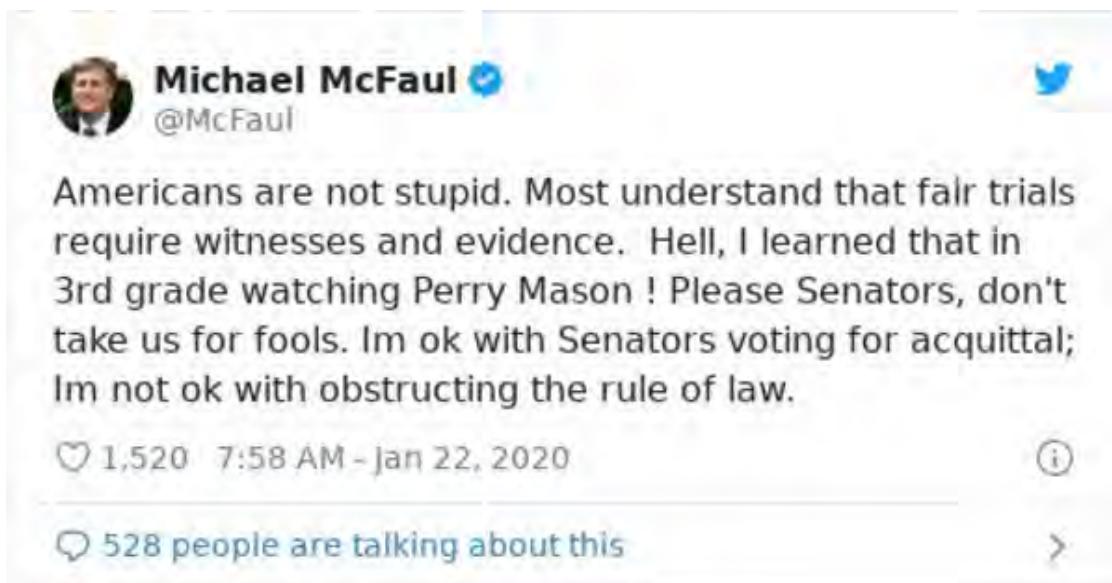 Michael McFaul
@McFaul
Americans are not stupid. Most understand that fair trials
require witnesses and evidence.  Hell, I learned that in
3rd grade watching Perry Mason ! Please Senators, don't
take us for fools. Im ok with Senators voting for acquittal;
Im not ok with obstructing the rule of law.
1,520 7:58 AM - Jan 22, 2020
528 people are talking about this